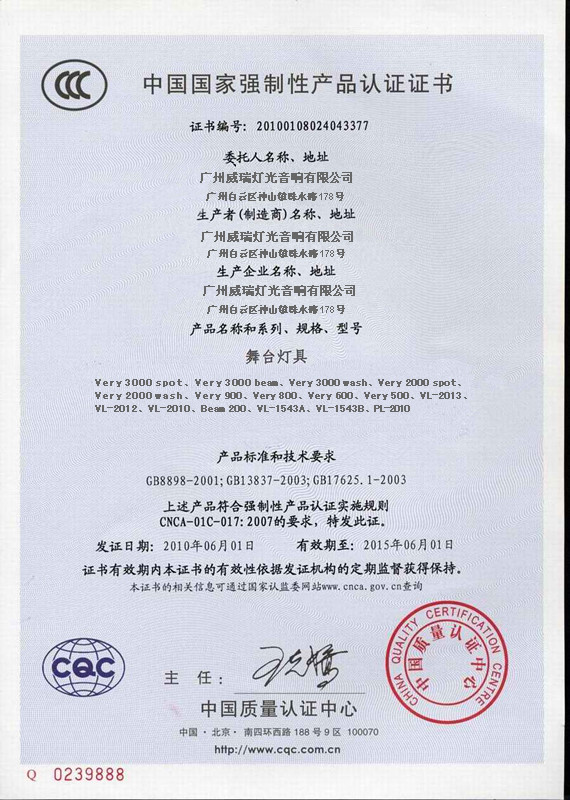 中国国家强制性产品认证证书
证书编号: 20100108024043377
委托人名称、地址
广州威瑞灯光音响有限公司
广州白云区神山镇珠水路178号
生产者(制造商)名称、地址
广州威瑞灯光音响有限公司
广州白云区神山镇珠水路178号
生产企业名称、地址
广州威瑞灯光音响有限公司
广州白云区神山镇珠水路178号
产品名称和系列、规格、型号
舞台灯具
Very 3000 spot、Very 3000 beam、Very 3000 wash、Very 2000 spot、
Very 2000 wash、Very 900、Very 800、Very 600、Very 500、VL-2013、
VL-2012、VL-2010、Beam 200、VL-1543A、VL-1543B、PL-2010
产品标准和技术要求
GB8898-2001; GB13837-2003; GB17625.1-2003
上述产品符合强制性产品认证实施规则
CNCA-01C-017: 2007的要求, 特发此证。
发证日期: 2010年06月01日 有效期至: 2015年06月01日
证书有效期内本证书的有效性依据发证机构的定期监督获得保持。
本证书的相关信息可通过国家认监委网站www.cnca.gov.cn查询
CQC
主 任:
CHINA QUALITY CERTIFICATION CENTRE
中国质量认证中心
中国质量认证中心
中国·北京·南四环西路 188 号 9 区 100070
http://www.cqc.com.cn
Q 0239888